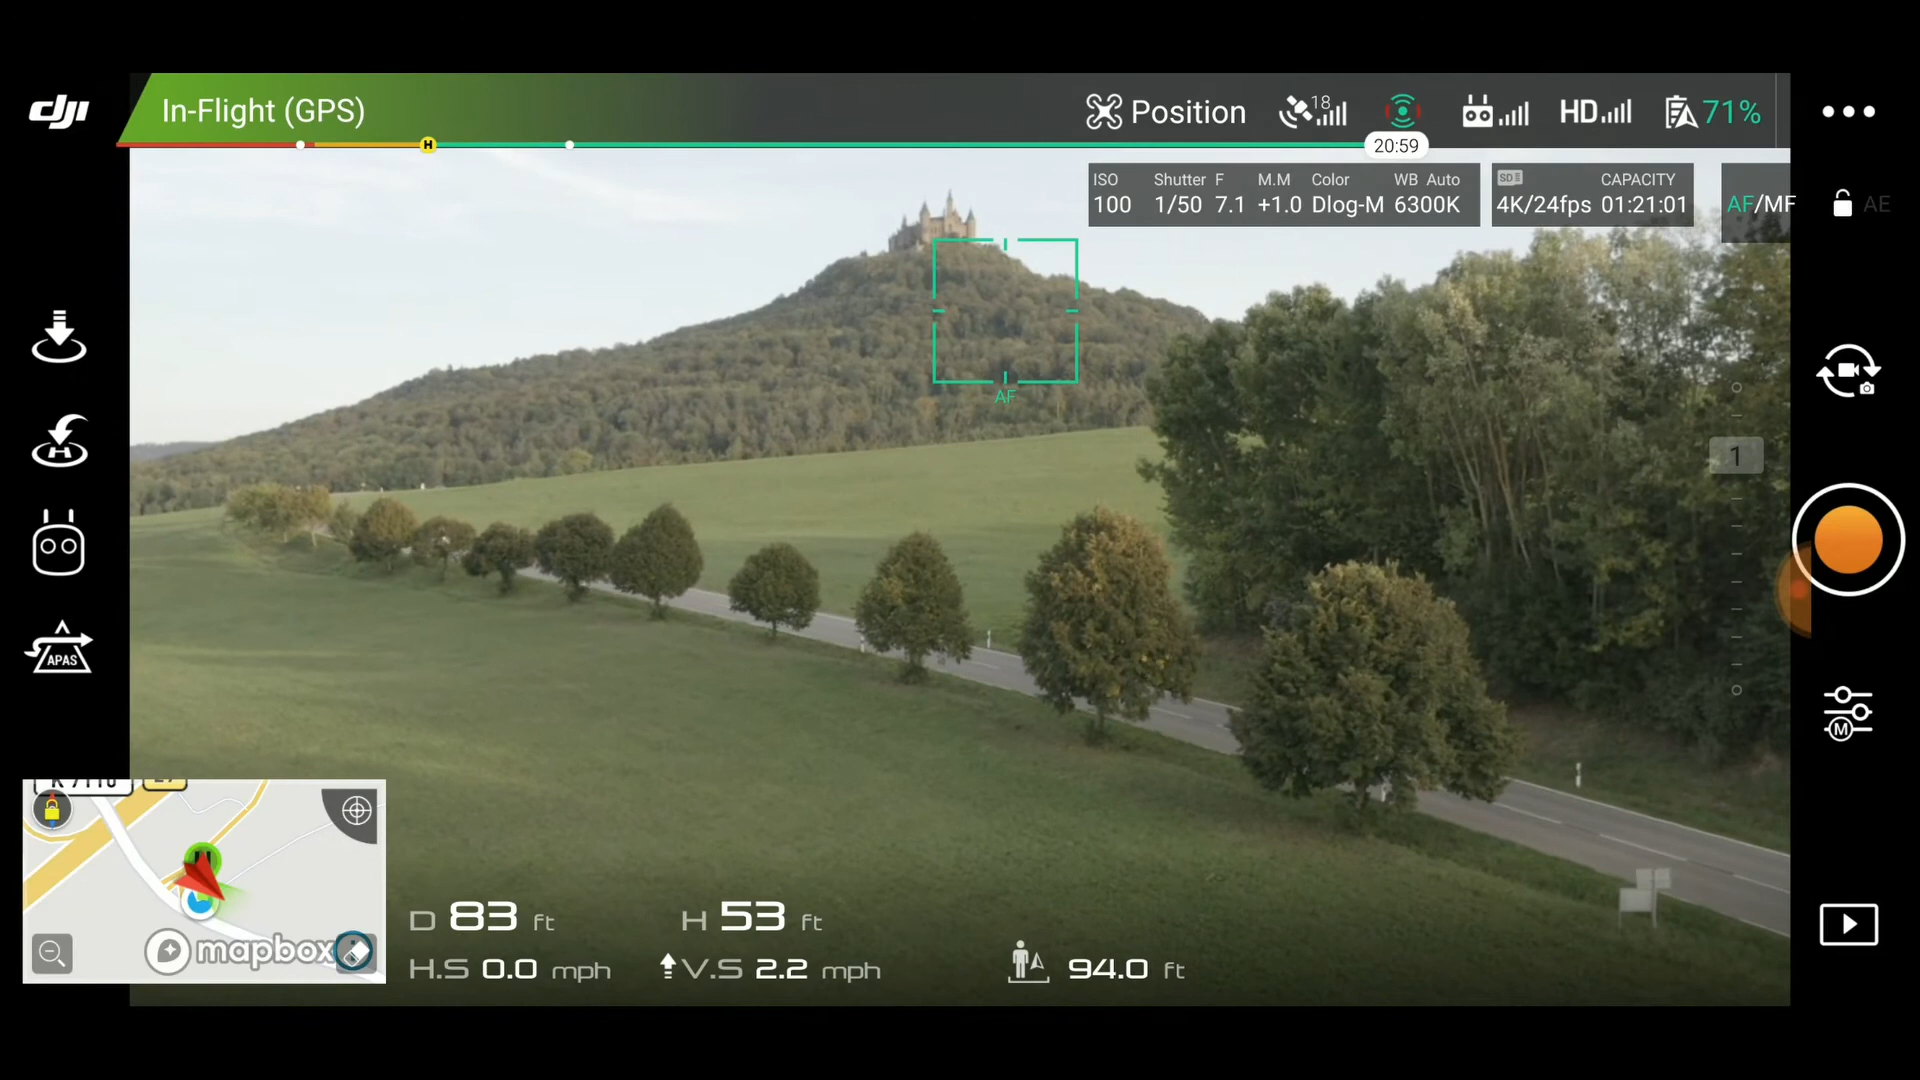 dji
In-Flight (GPS)
Position
18
HD
71%
H
20:59
ISO Shutter F M.M Color WB Auto
100 1/50 7.1 +1.0 Dlog-M 6300K
SD CAPACITY
4K/24fps 01:21:01
AF/MF
AE
AF
1
H
APAS
M
mapbox
D 83 ft
H 53 ft
H.S 0.0 mph
V.S 2.2 mph
94.0 ft